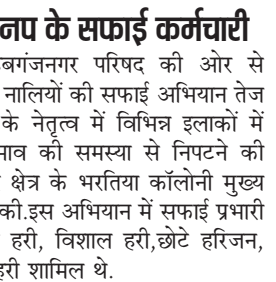 नप के सफाई कर्मचारी
बगंजनगर परिषद की ओर से
नालियों की सफाई अभियान तेज
के नेतृत्व में विभिन्न इलाकों में
माव की समस्या से निपटने की
क्षेत्र के भरतिया कॉलोनी मुख्य
की.इस अभियान में सफाई प्रभारी
हरी, विशाल हरी,छोटे हरिजन,
हरी शामिल थे.